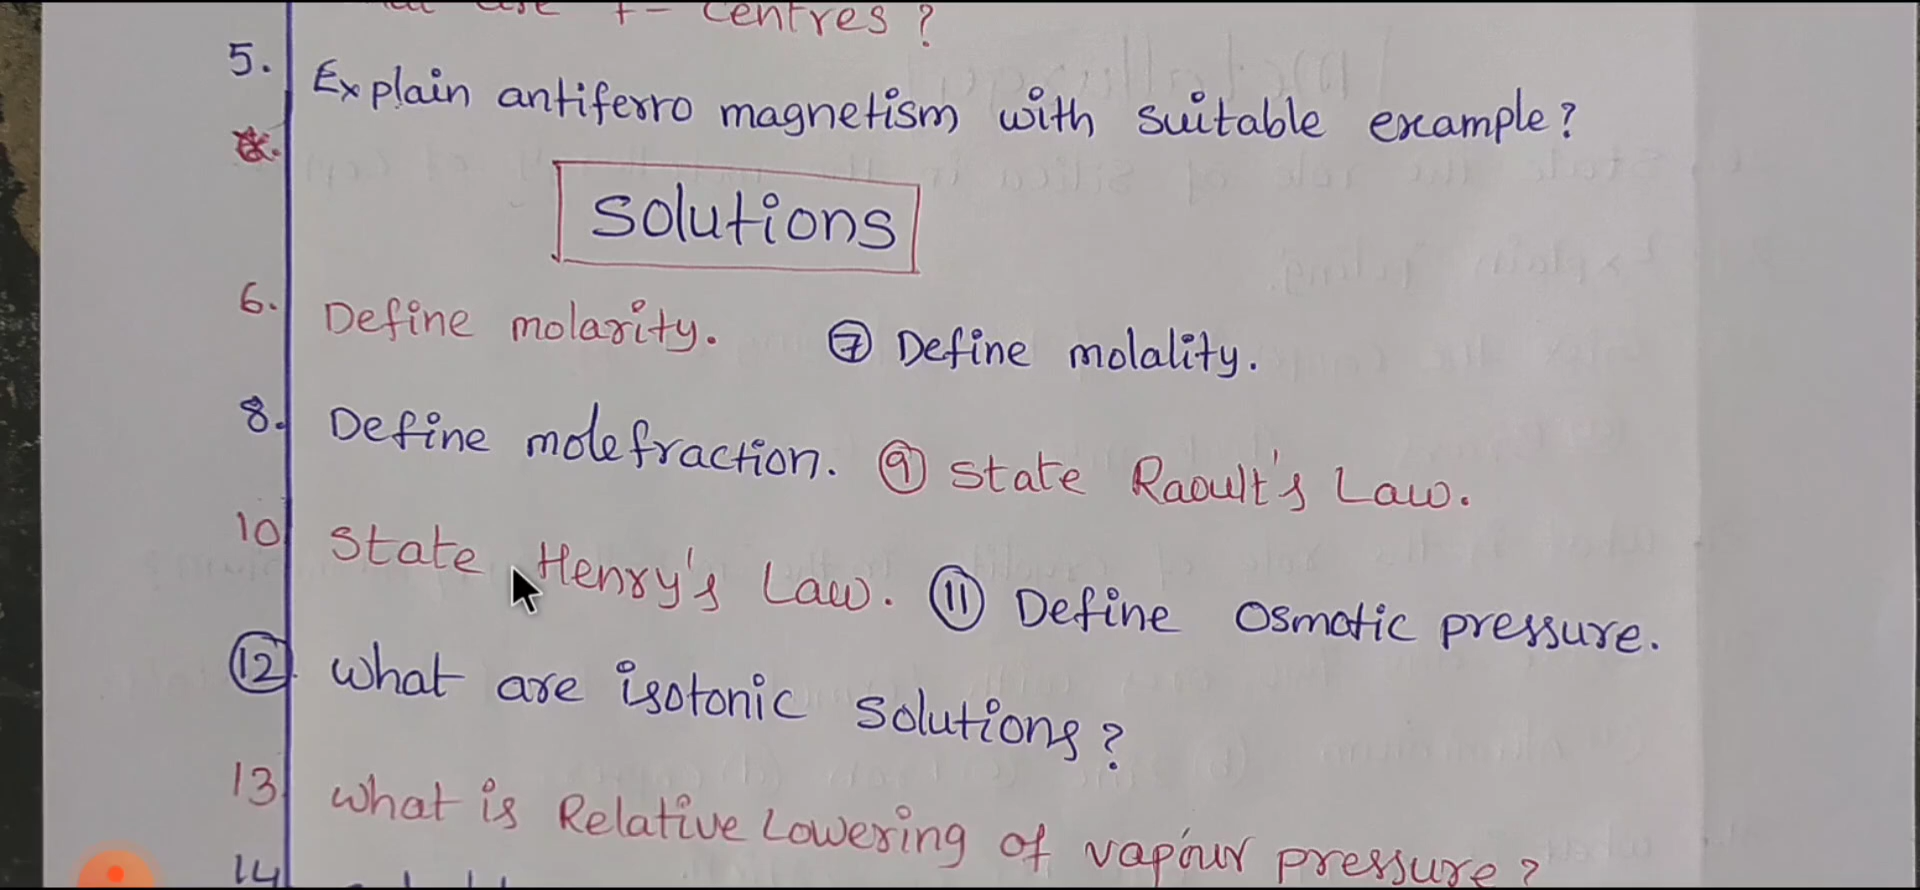 centres?
5. Explain antiferro magnetism with suitable example?
Solutions
6. Define molarity. 7 Define molality.
8. Define molefraction. 9 State Raoult's Law.
10 State Henry's Law. 11 Define Osmotic pressure.
12. What are isotonic solutions?
13 What is Relative Lowering of vapour pressure?
14